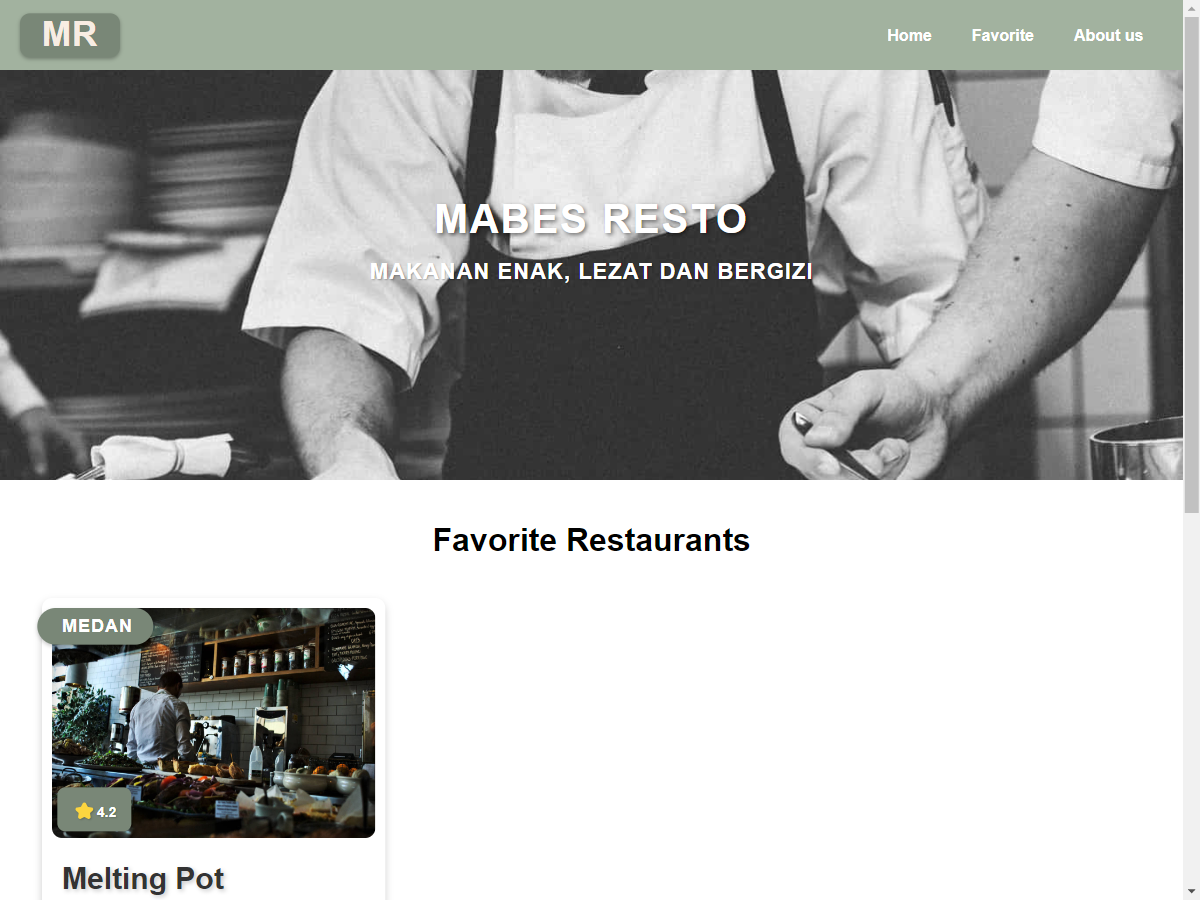 MR
Home
Favorite
About us
MABES RESTO
MAKANAN ENAK, LEZAT DAN BERGIZI
Favorite Restaurants
MEDAN
4.2
Melting Pot